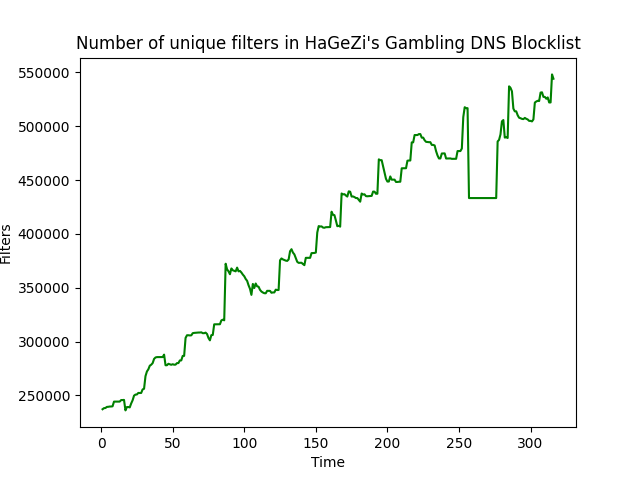 Number of unique filters in HaGeZi's Gambling DNS Blocklist
550000
500000
450000
400000
350000
300000
250000
Filters
0 50 100 150 200 250 300
Time